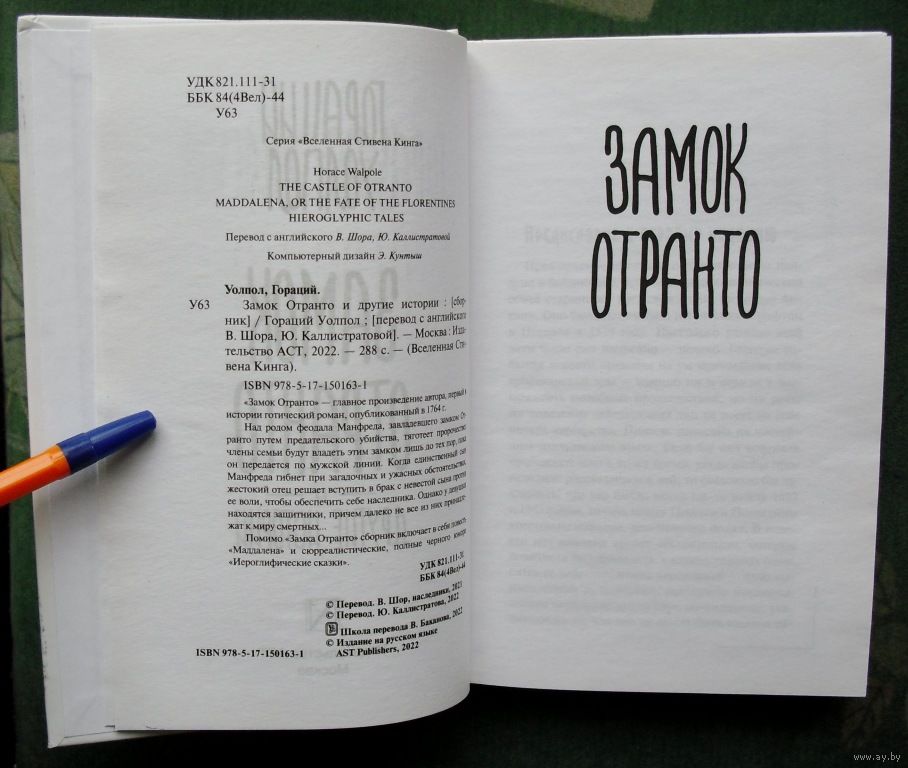 УДК 821.111-31
ББК 84(4Вел)-44
У63
Серия «Вселенная Стивена Кинга»
Horace Walpole
THE CASTLE OF OTRANTO
MADDALENA, OR THE FATE OF THE FLORENTINES
HIEROGLYPHIC TALES
Перевод с английского В. Шора, Ю. Каллистратовой
Компьютерный дизайн Э. Кунтыш
Уолпол, Гораций.
У63 Замок Отранто и другие истории : [сбор-
ник] / Гораций Уолпол ; [перевод с английского
В. Шора, Ю. Каллистратовой]. — Москва : Изда-
тельство АСТ, 2022. — 288 с. — (Вселенная Сти-
вена Кинга).
ISBN 978-5-17-150163-1
«Замок Отранто» — главное произведение автора, первый в
истории готический роман, опубликованный в 1764 г.
Над родом феодала Манфреда, завладевшего замком От
ранто путем предательского убийства, тяготеет пророчество
члены семьи будут владеть этим замком лишь до тех пор, пока
он передается по мужской линии. Когда единственный сын
Манфреда гибнет при загадочных и ужасных обстоятельствах,
жестокий отец решает вступить в брак с невестой сына против
ее воли, чтобы обеспечить себе наследника. Однако у девушки
находятся защитники, причем далеко не все из них принадле-
жат к миру смертных...
Помимо «Замка Отранто» сборник включает в себя повесть
«Маддалена» и сюрреалистические, полные черного юмора
«Иероглифические сказки».
УДК 821.111-31
ББК 84(4Вел)-44
© Перевод. В. Шор, наследники, 2021
© Перевод. Ю. Каллистратова, 2022
Школа перевода В. Баканова, 2022
© Издание на русском языке
AST Publishers, 2022
ISBN 978-5-17-150163-1
ЗАМОК
ОТРАНТО
www.ay.by